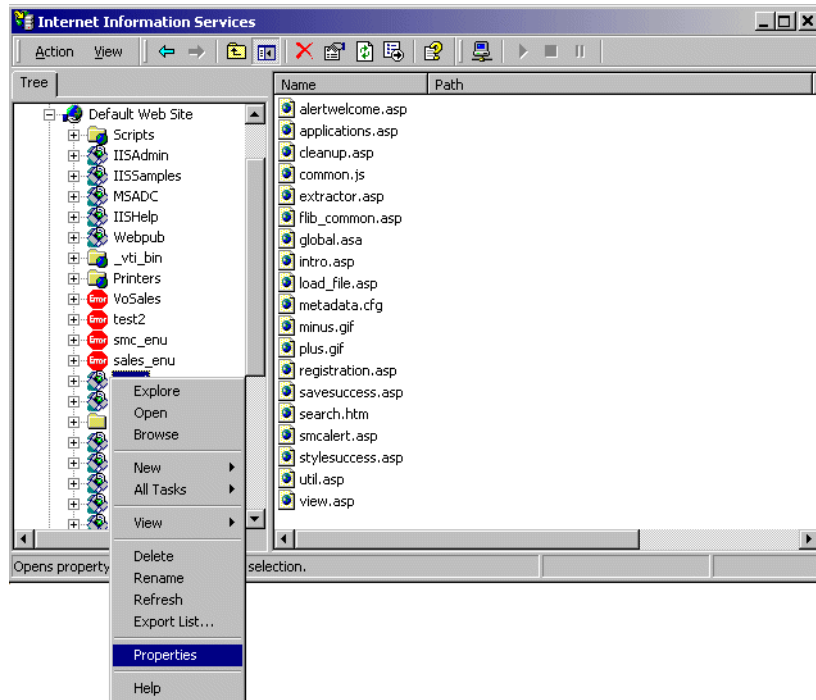 Internet Information Services
Action View
Tree
Name Path
Default Web Site
Scripts
IISAdmin
IISSamples
MSADC
IISHelp
Webpub
_vti_bin
Printers
Error VoSales
Error test2
Error smc_enu
Error sales_enu
alertwelcome.asp
applications.asp
cleanup.asp
common.js
extractor.asp
flib_common.asp
global.asa
intro.asp
load_file.asp
metadata.cfg
minus.gif
plus.gif
registration.asp
savesuccess.asp
search.htm
smcalert.asp
stylesuccess.asp
util.asp
view.asp
Explore
Open
Browse
New
All Tasks
View
Delete
Rename
Refresh
Export List...
Properties
Help
Opens property selection.